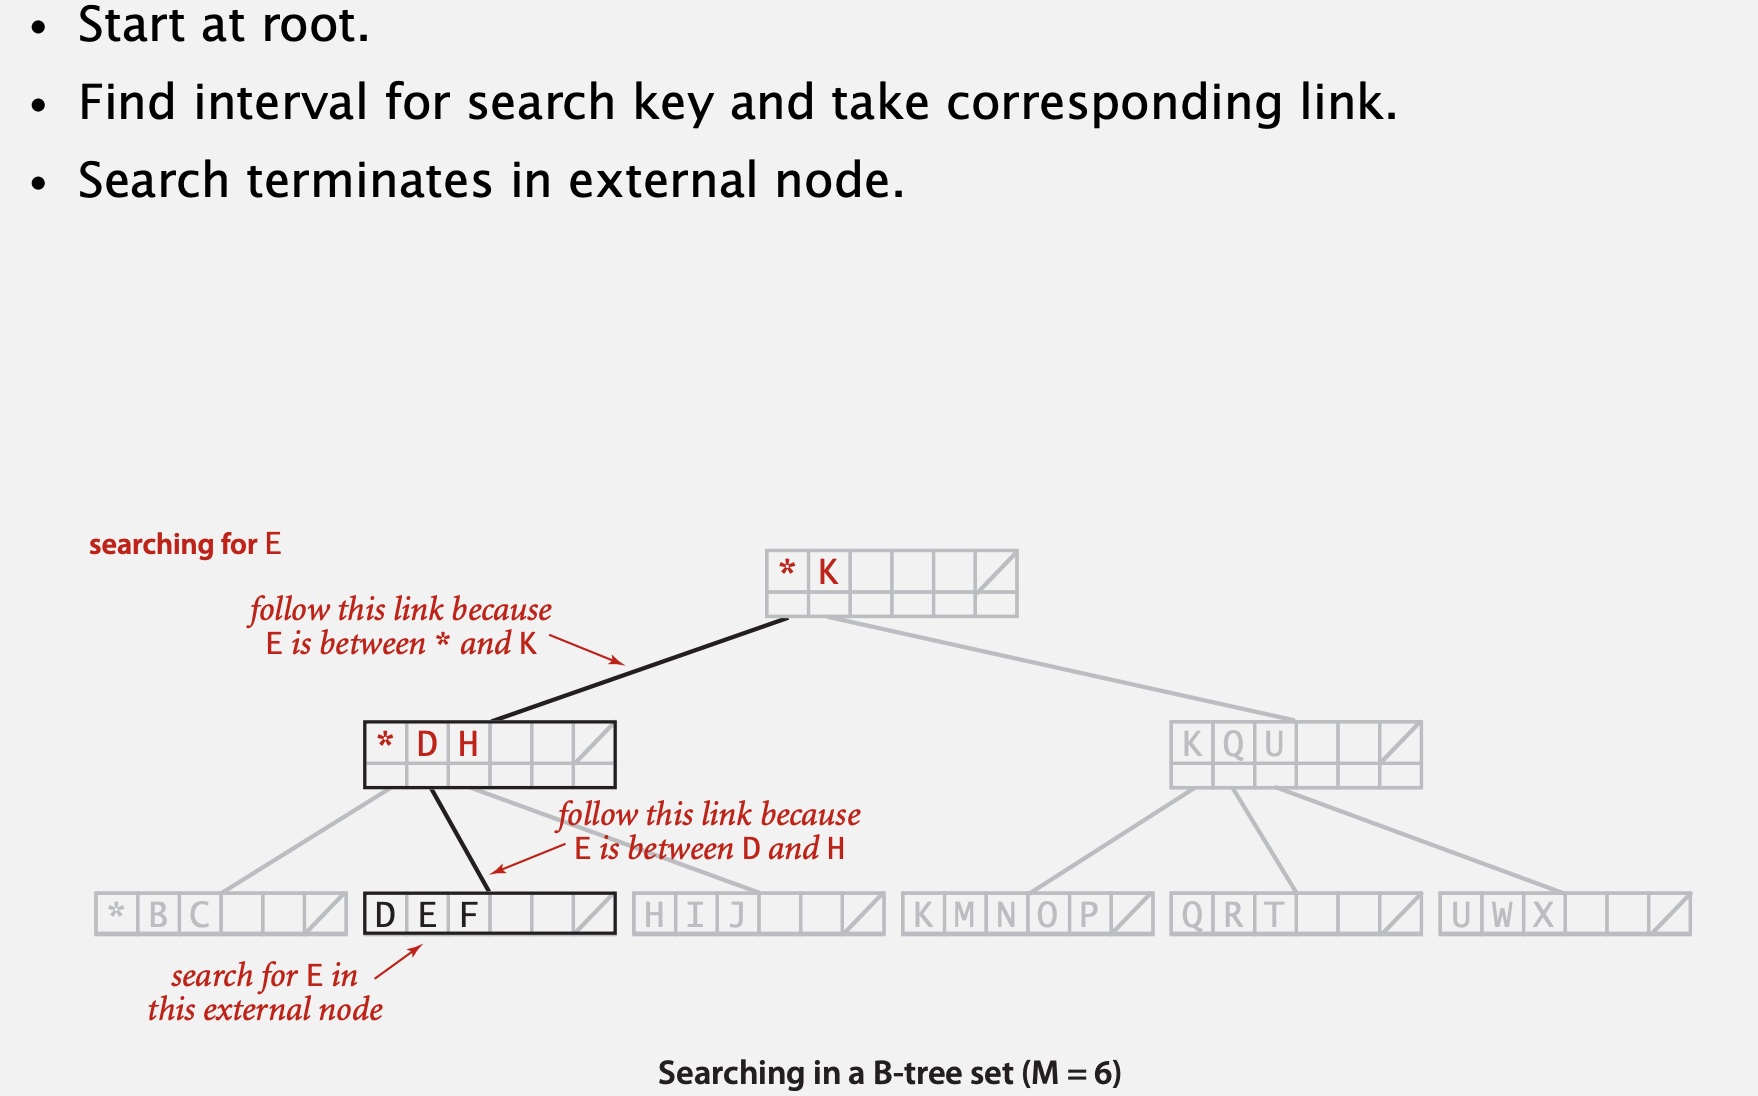 • Start at root.
• Find interval for search key and take corresponding link.
• Search terminates in external node.
searching for E
* K
follow this link because
E is between * and K
* D H
K Q U
follow this link because
E is between D and H
* B C
D E F
H I J
K M N O P
Q R T
U W X
search for E in
this external node
Searching in a B-tree set (M = 6)